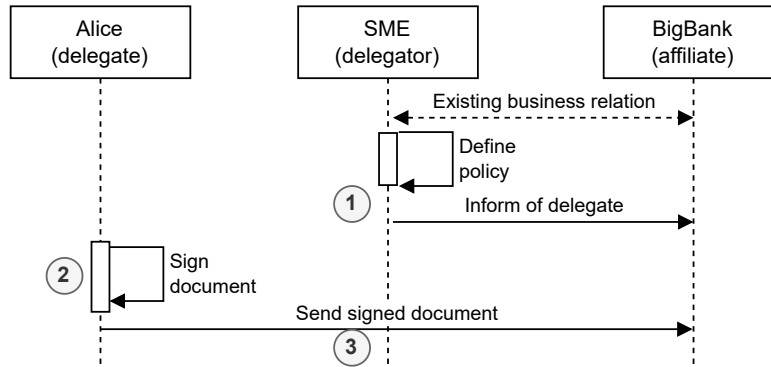 Alice
(delegate)
SME
(delegator)
BigBank
(affiliate)
Existing business relation
Define
policy
1
Inform of delegate
2
Sign
document
Send signed document
3